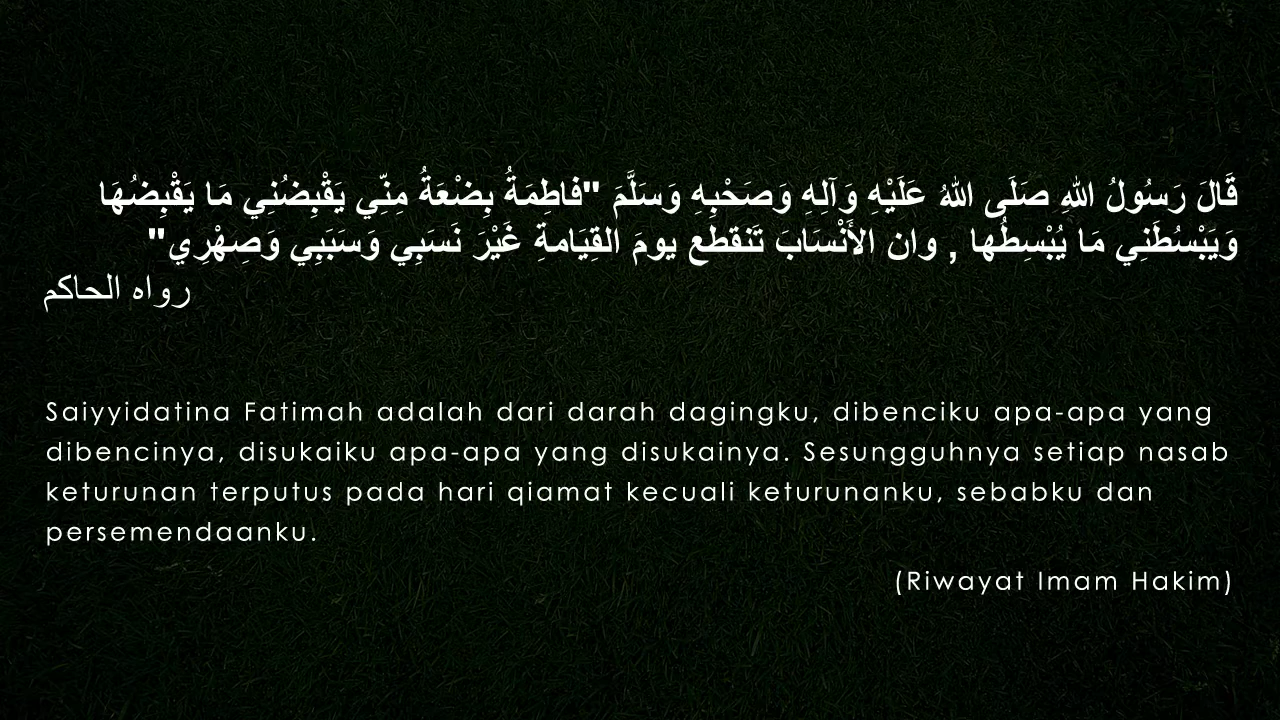 قَالَ رَسُولُ اللهِ صَلَى اللهُ عَلَيْهِ وَآلِهِ وَصَحْبِهِ وَسَلَّمَ "فَاطِمَةُ بِضْعَةُ مِنِّي يَقْبِضُنِي مَا يَقْبِضُهَا
وَيَبْسُطَنِي مَا يُبْسِطُها , وان الأَنْسَابَ تَنقطع يومَ القِيَامةِ غَيْرَ نَسَبِي وَسَبَبِي وَصِهْرِي"
رواه الحاكم
Saiyyidatina Fatimah adalah dari darah dagingku, dibenciku apa-apa yang
dibencinya, disukaiku apa-apa yang disukainya. Sesungguhnya setiap nasab
keturunan terputus pada hari qiamat kecuali keturunanku, sebabku dan
persemendaanku.
(Riwayat Imam Hakim)